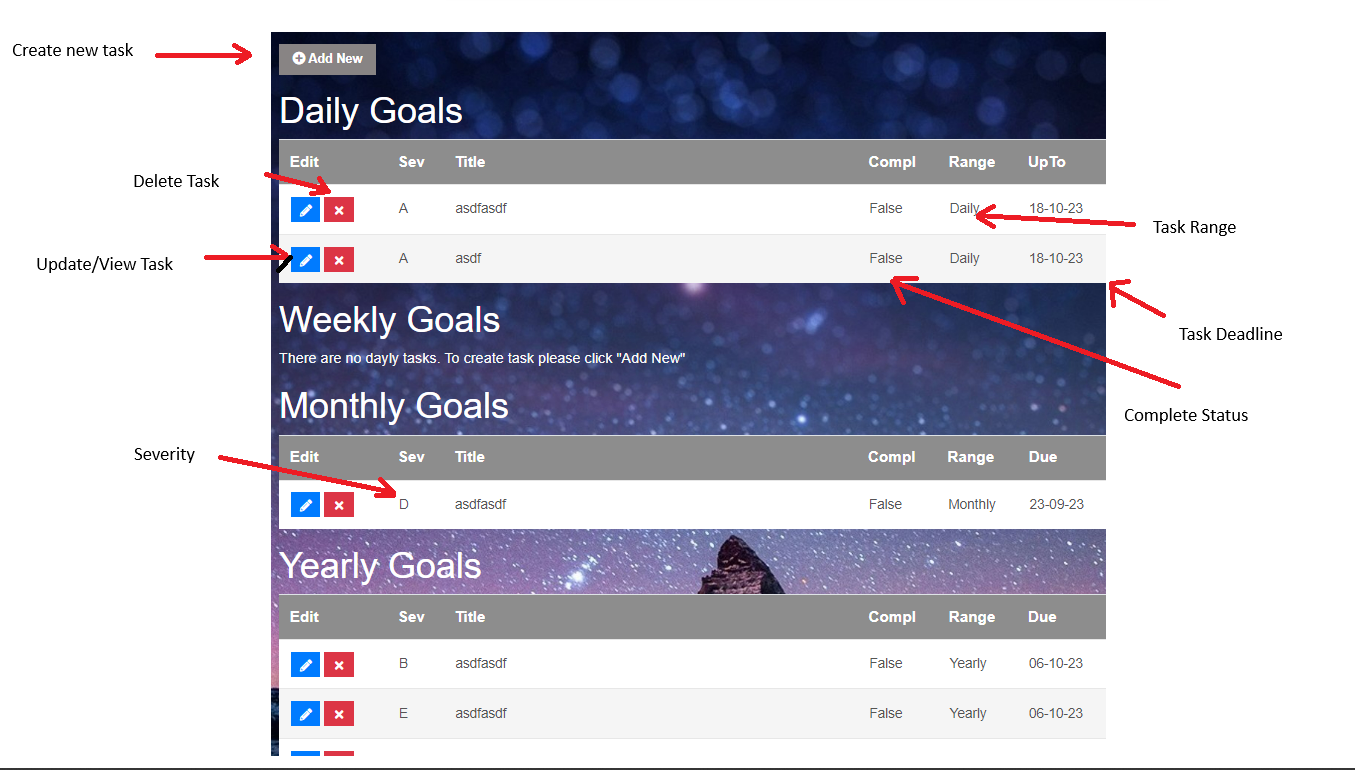 Create new task
Add New
Daily Goals
Edit Sev Title Compl Range UpTo
Delete Task
A asdfasdf False Daily 18-10-23
Task Range
Update/View Task
A asdf False Daily 18-10-23
Weekly Goals
Task Deadline
There are no dayly tasks. To create task please click "Add New"
Monthly Goals
Complete Status
Severity
Edit Sev Title Compl Range Due
D asdfasdf False Monthly 23-09-23
Yearly Goals
Edit Sev Title Compl Range Due
B asdfasdf False Yearly 06-10-23
E asdfasdf False Yearly 06-10-23